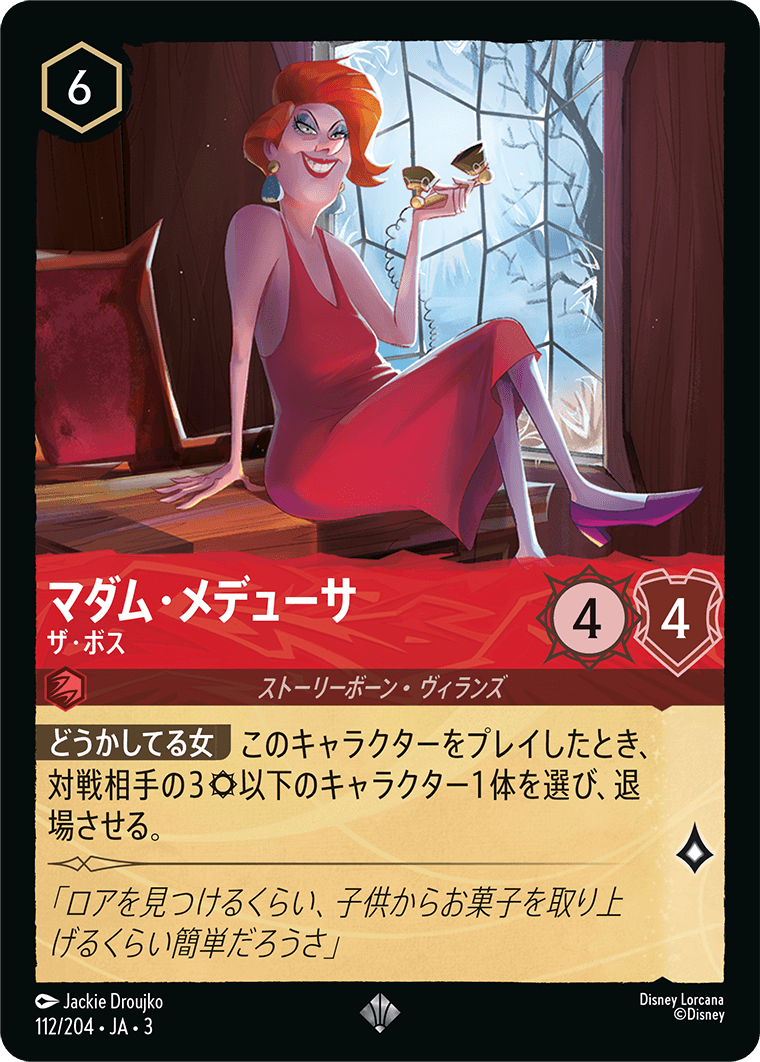 6
マダム・メデューサ
ザ・ボス
4
4
ストーリーボーン・ヴィランズ
どうかしてる女 このキャラクターをプレイしたとき、
対戦相手の3以下のキャラクター1体を選び、退
場させる。
「ロアを見つけるくらい、子供からお菓子を取り上
げるくらい簡単だろうさ」
Jackie Droujko
112/204・JA・3
Disney Lorcana
©Disney